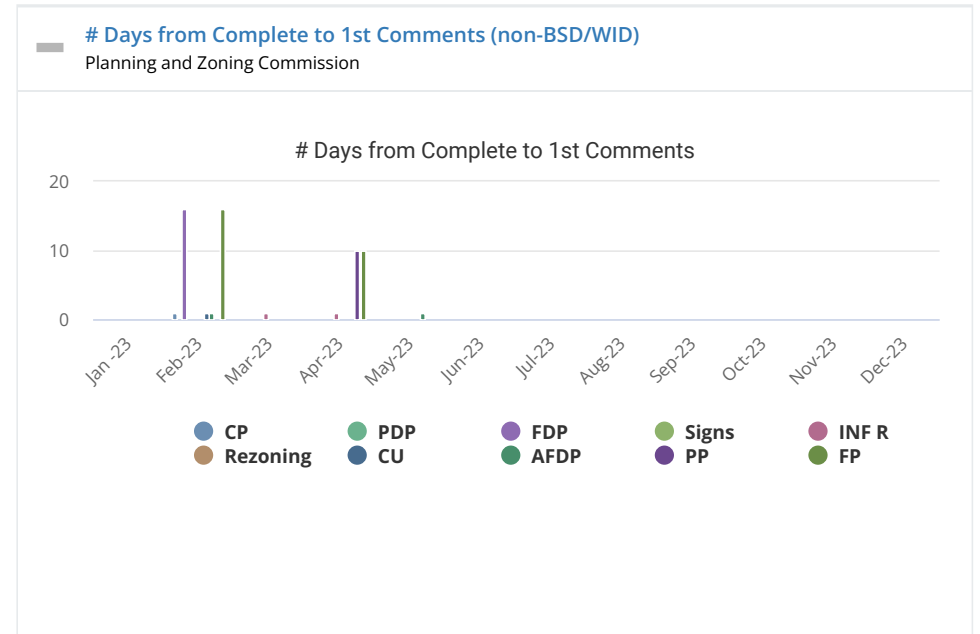 # Days from Complete to 1st Comments (non-BSD/WID)
Planning and Zoning Commission
# Days from Complete to 1st Comments
20
10
0
Jan -23
Feb-23
Mar-23
Apr-23
May-23
Jun-23
Jul-23
Aug-23
Sep-23
Oct-23
Nov-23
Dec-23
CP PDP FDP Signs INF R
Rezoning CU AFDP PP FP